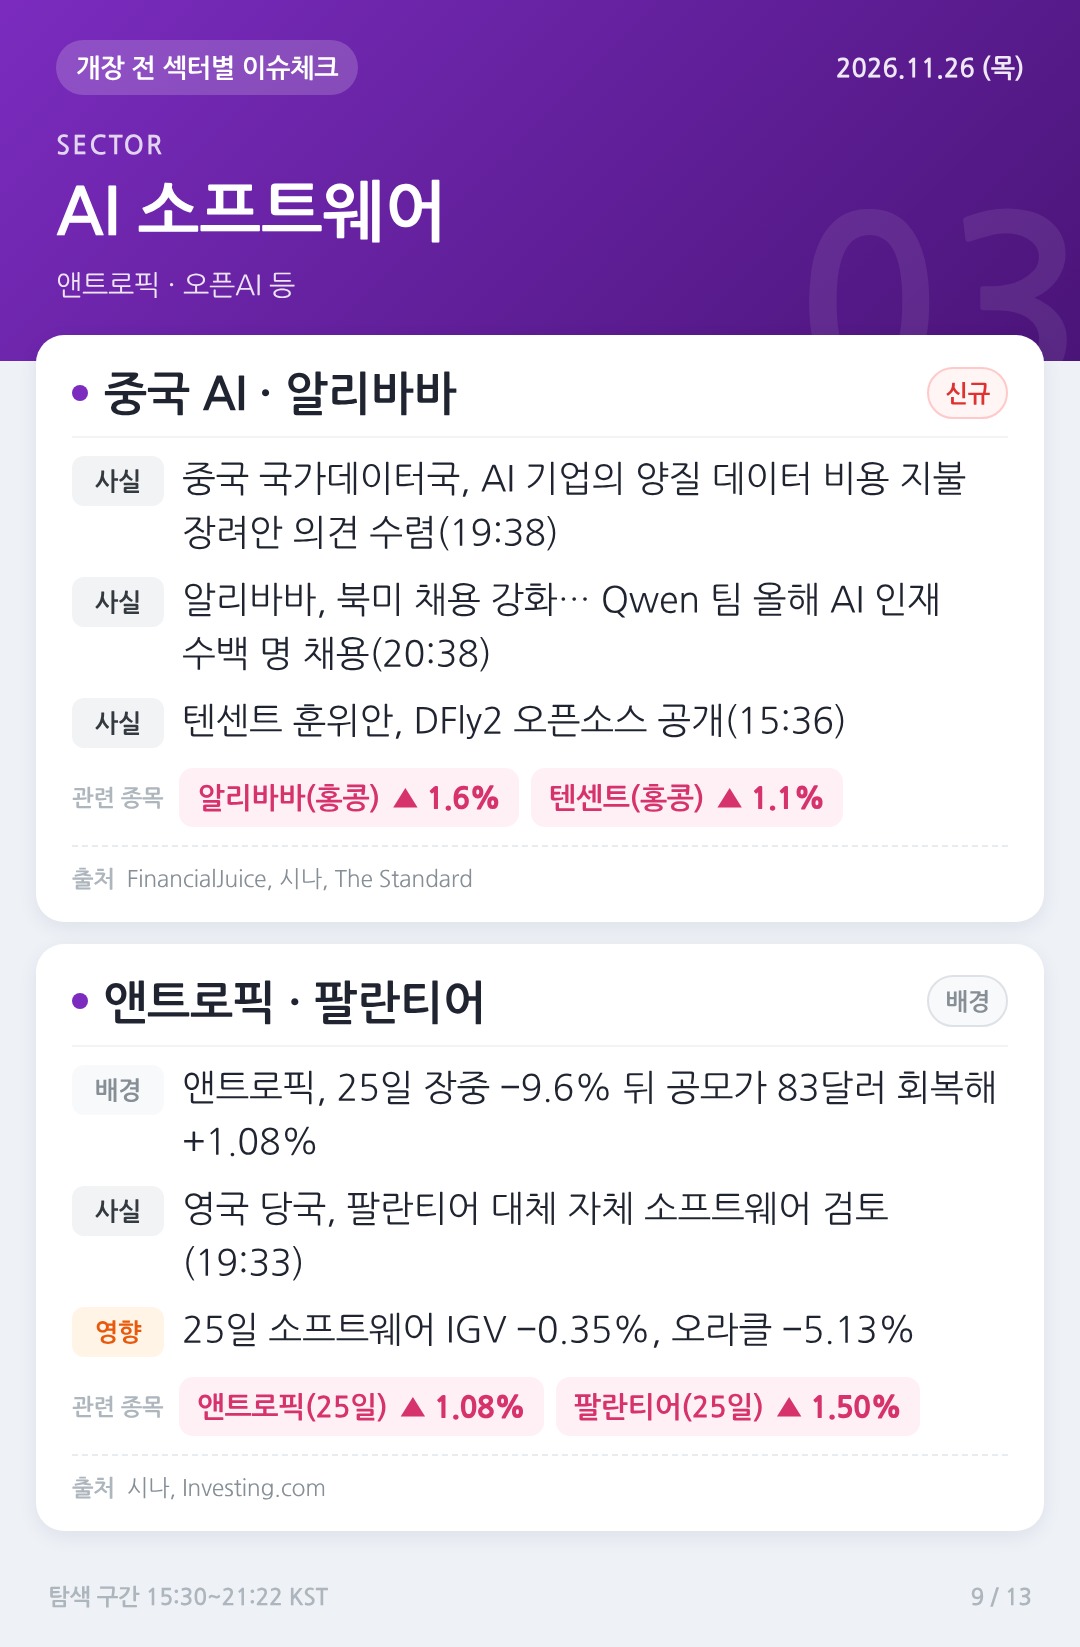 개장 전 섹터별 이슈체크
2026.11.26 (목)
SECTOR
AI 소프트웨어
앤트로픽 · 오픈AI 등
03
중국 AI · 알리바바
신규
사실 중국 국가데이터국, AI 기업의 양질 데이터 비용 지불
장려안 의견 수렴(19:38)
사실 알리바바, 북미 채용 강화… Qwen 팀 올해 AI 인재
수백 명 채용(20:38)
사실 텐센트 훈위안, DFly2 오픈소스 공개(15:36)
관련 종목 알리바바(홍콩) ▲ 1.6% 텐센트(홍콩) ▲ 1.1%
출처 FinancialJuice, 시나, The Standard
앤트로픽 · 팔란티어
배경
배경 앤트로픽, 25일 장중 −9.6% 뒤 공모가 83달러 회복해
+1.08%
사실 영국 당국, 팔란티어 대체 자체 소프트웨어 검토
(19:33)
영향 25일 소프트웨어 IGV −0.35%, 오라클 −5.13%
관련 종목 앤트로픽(25일) ▲ 1.08% 팔란티어(25일) ▲ 1.50%
출처 시나, Investing.com
탐색 구간 15:30~21:22 KST
9 / 13